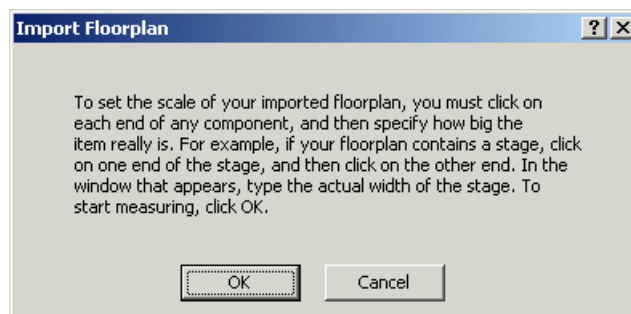 Import Floorplan
To set the scale of your imported floorplan, you must click on
each end of any component, and then specify how big the
item really is. For example, if your floorplan contains a stage, click
on one end of the stage, and then click on the other end. In the
window that appears, type the actual width of the stage. To
start measuring, click OK.
OK Cancel